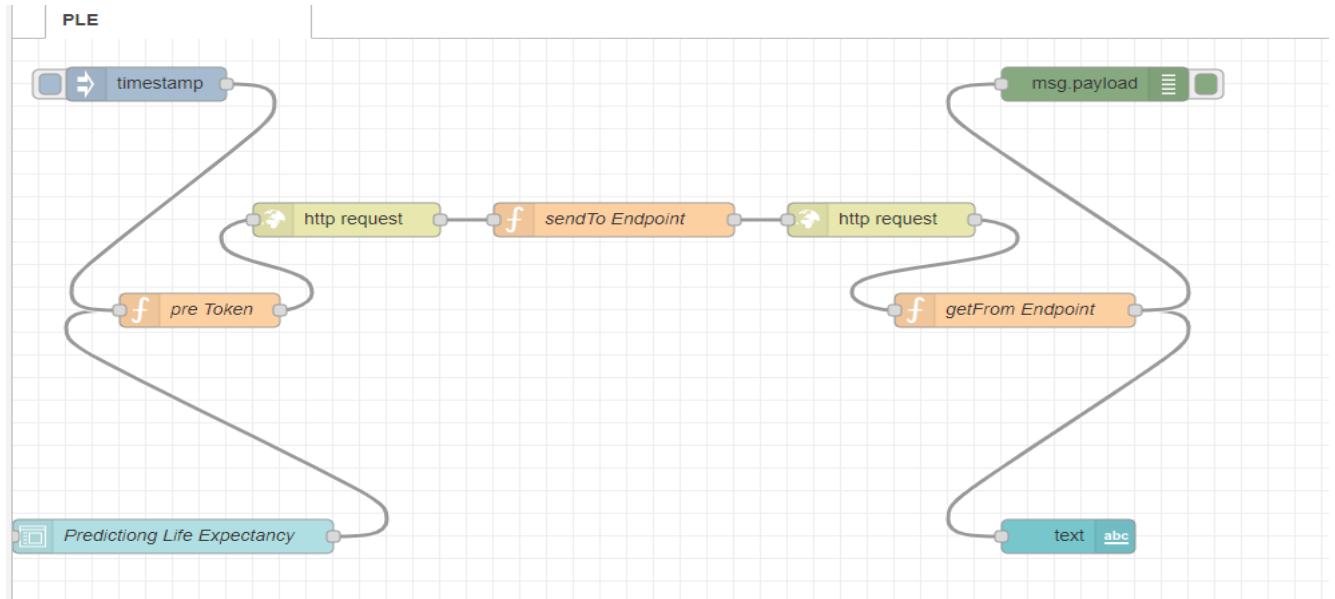 PLE
timestamp
msg.payload
http request
sendTo Endpoint
http request
pre Token
getFrom Endpoint
Predictiong Life Expectancy
text
abc